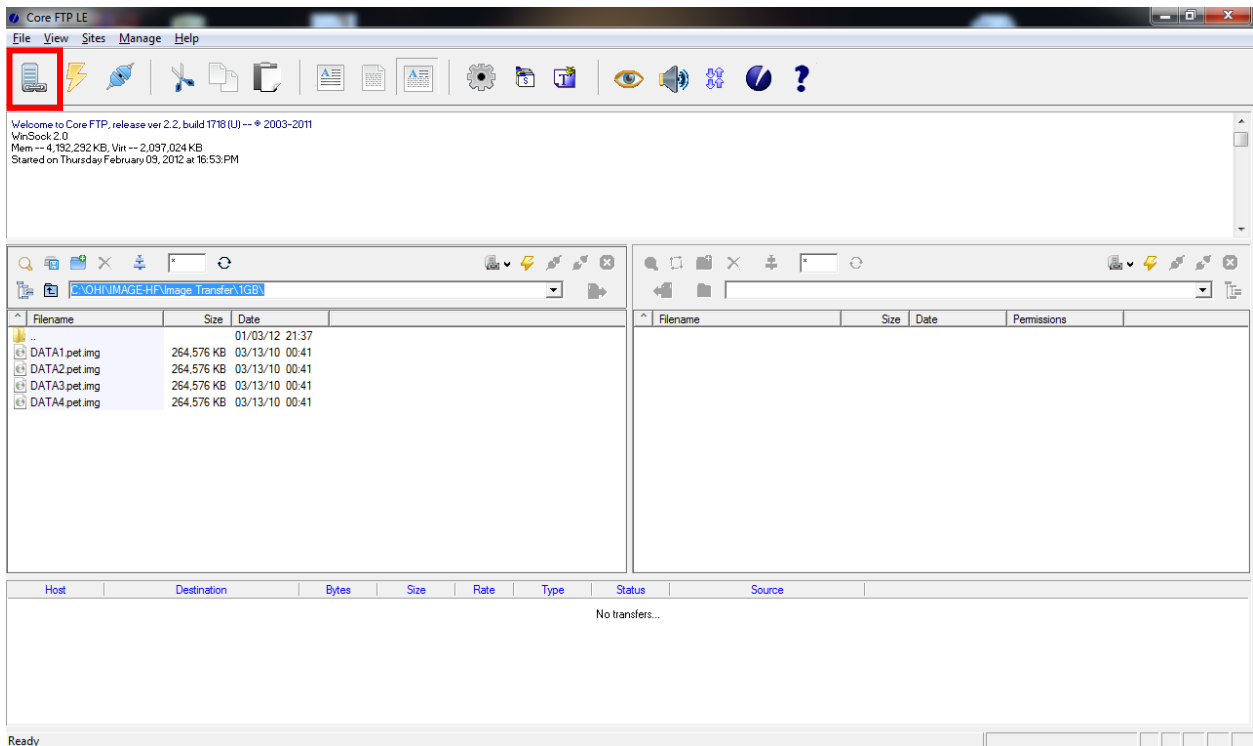 Core FTP LE
File View Sites Manage Help
Welcome to Core FTP, release ver 2.2, build 1718 (U) -- © 2003-2011
WinSock 2.0
Mem -- 4,192,292 KB, Virt -- 2,097,024 KB
Started on Thursday February 09, 2012 at 16:53:PM
*
*
C:\OHI\IMAGE-HF\Image Transfer\1GB\
^ Filename Size Date
^ Filename Size Date Permissions
.. 01/03/12 21:37
DATA1.pet.img 264,576 KB 03/13/10 00:41
DATA2.pet.img 264,576 KB 03/13/10 00:41
DATA3.pet.img 264,576 KB 03/13/10 00:41
DATA4.pet.img 264,576 KB 03/13/10 00:41
Host Destination Bytes Size Rate Type Status Source
No transfers...
Ready